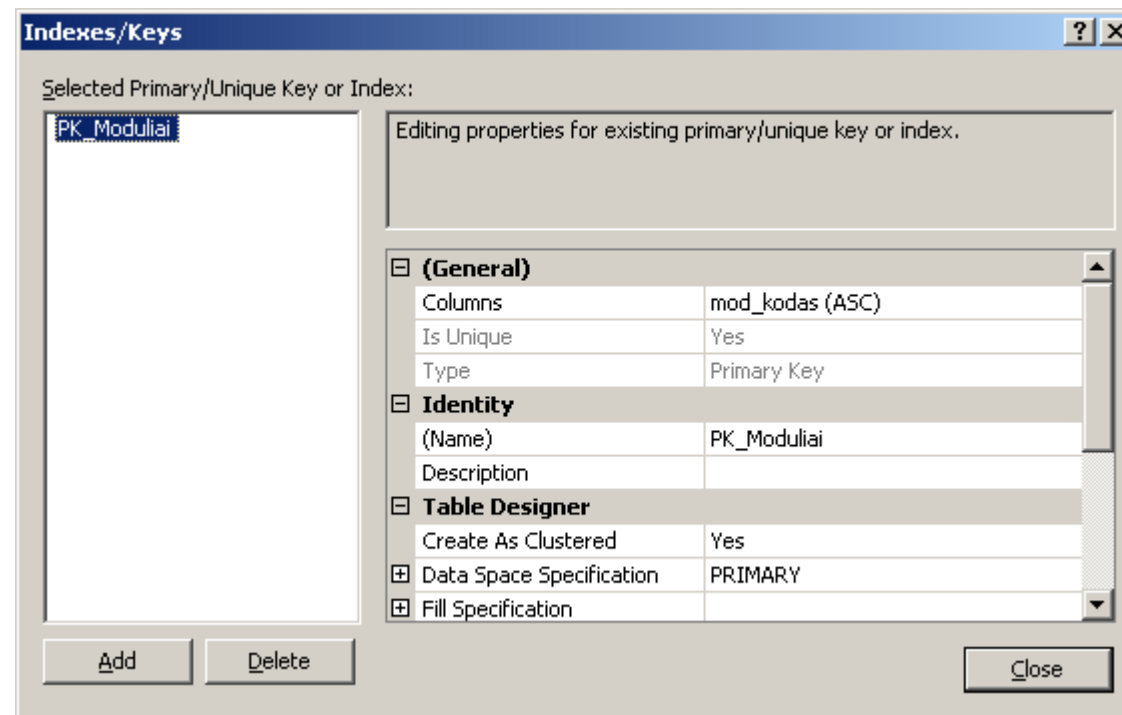 Indexes/Keys
Selected Primary/Unique Key or Index:
PK_Moduliai
Editing properties for existing primary/unique key or index.
(General)
Columns mod_kodas (ASC)
Is Unique Yes
Type Primary Key
Identity
(Name) PK_Moduliai
Description
Table Designer
Create As Clustered Yes
Data Space Specification PRIMARY
Fill Specification
Add Delete
Close